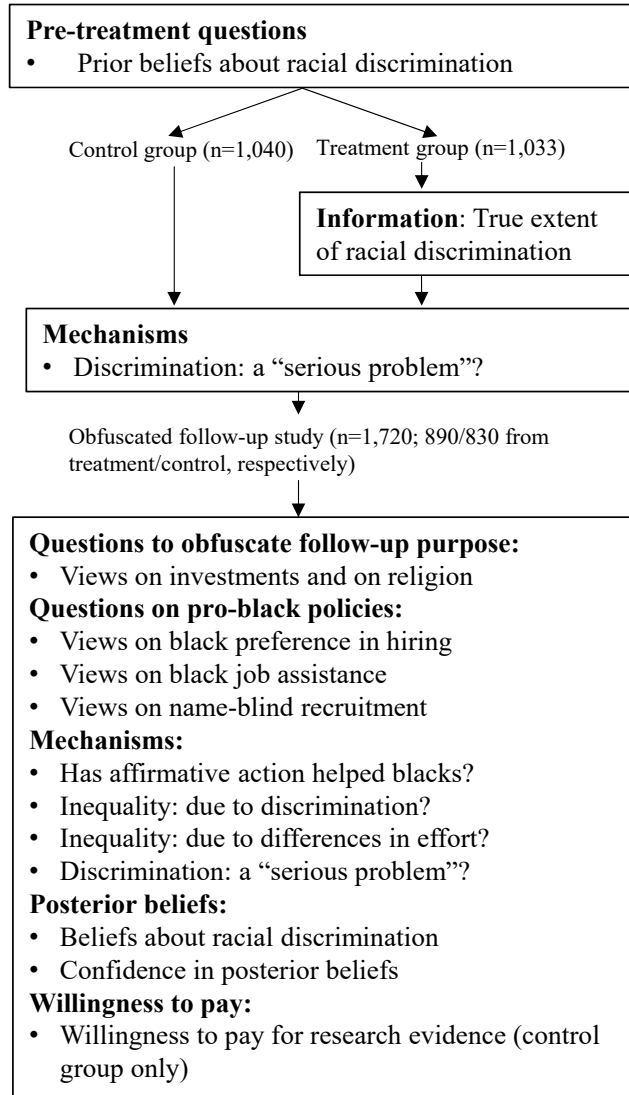 Pre-treatment questions
• Prior beliefs about racial discrimination
Control group (n=1,040)
Treatment group (n=1,033)
Information: True extent
of racial discrimination
Mechanisms
• Discrimination: a “serious problem”?
Obfuscated follow-up study (n=1,720; 890/830 from
treatment/control, respectively)
Questions to obfuscate follow-up purpose:
• Views on investments and on religion
Questions on pro-black policies:
• Views on black preference in hiring
• Views on black job assistance
• Views on name-blind recruitment
Mechanisms:
• Has affirmative action helped blacks?
• Inequality: due to discrimination?
• Inequality: due to differences in effort?
• Discrimination: a “serious problem”?
Posterior beliefs:
• Beliefs about racial discrimination
• Confidence in posterior beliefs
Willingness to pay:
• Willingness to pay for research evidence (control
group only)